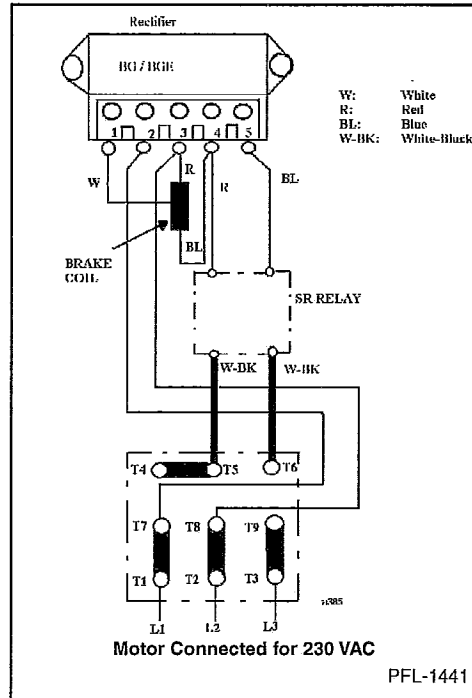 Rectifier
BG / BGE
1 2 3 4 5
W: White
R: Red
BL: Blue
W-BK: White-Black
W
R
R
BL
BL
BRAKE
COIL
SR RELAY
W-BK
W-BK
T4
T5
T6
T7
T8
T9
T1
T2
T3
L1
L2
L3
Motor Connected for 230 VAC
PFL-1441